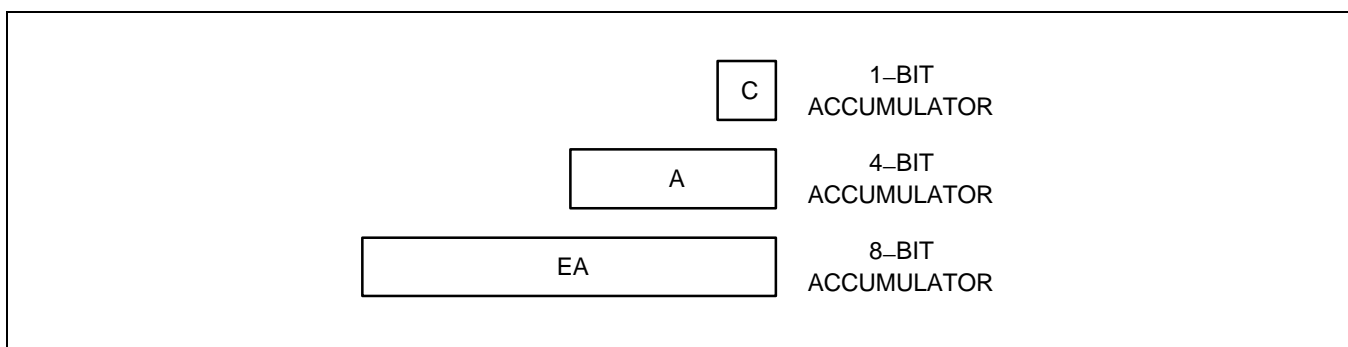 C
1–BIT
ACCUMULATOR
A
4–BIT
ACCUMULATOR
EA
8–BIT
ACCUMULATOR